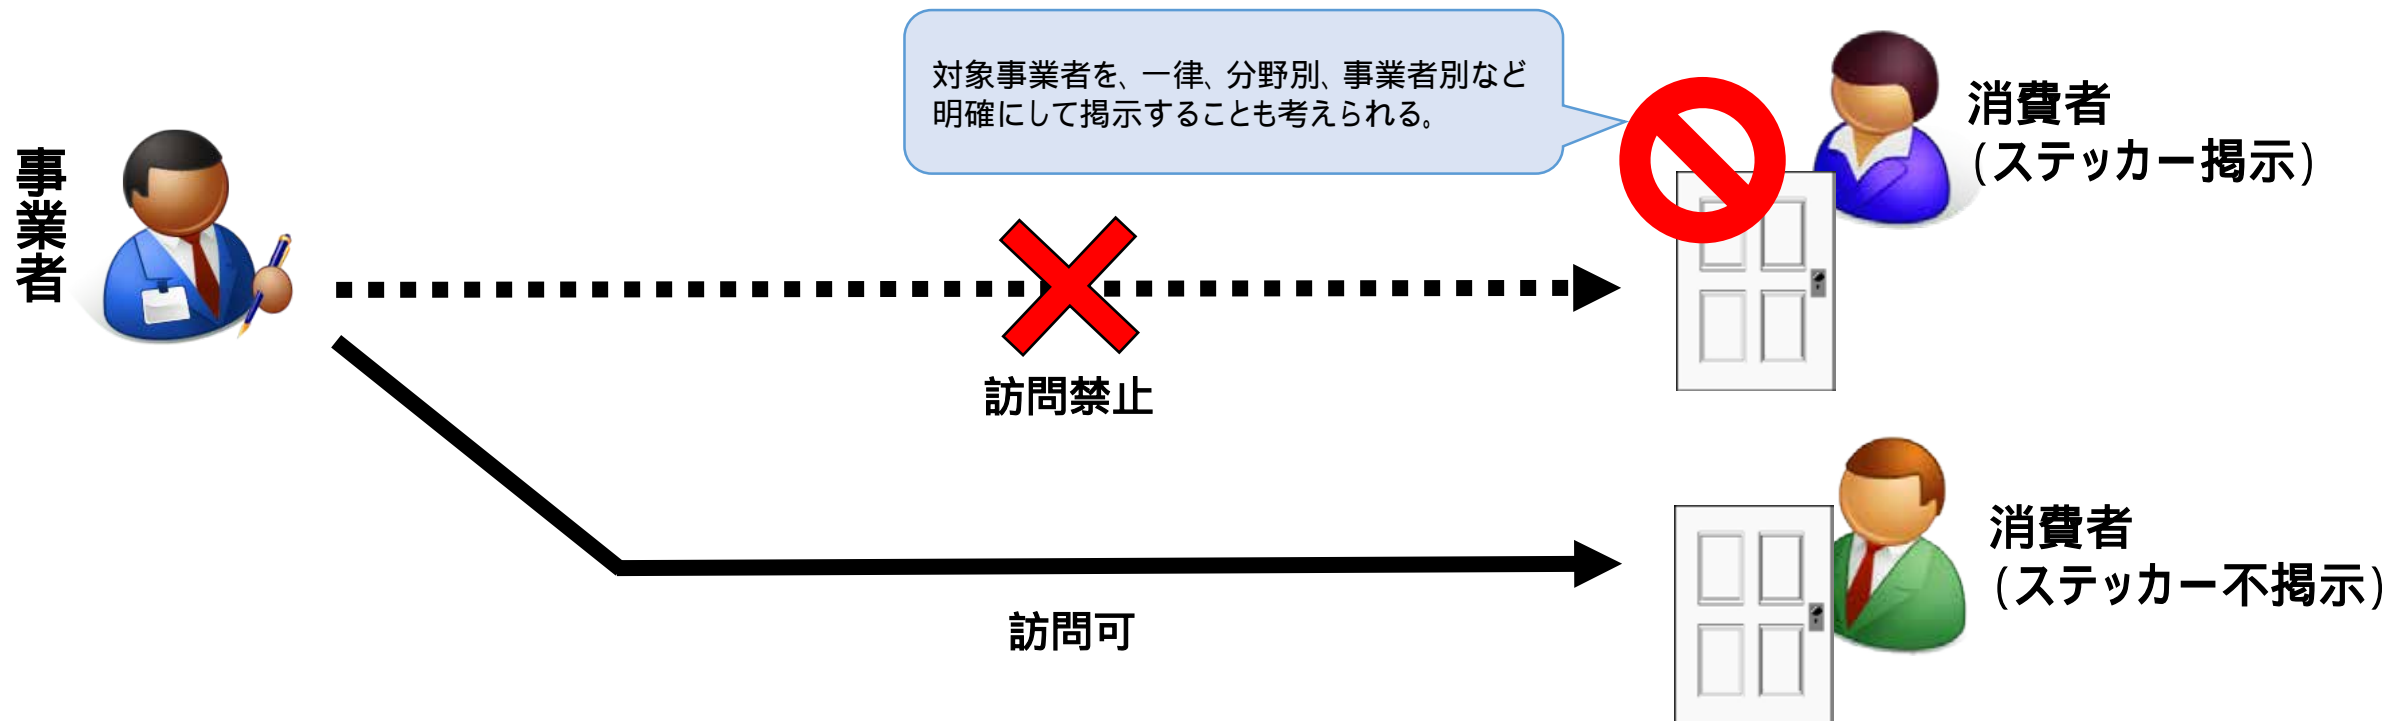 対象事業者を、一律、分野別、事業者別など
明確にして掲示することも考えられる。
消費者
(ステッカー掲示)
事業者
訪問禁止
消費者
(ステッカー不掲示)
訪問可